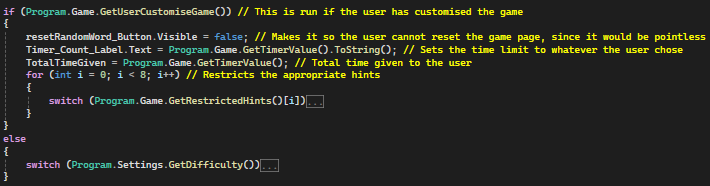 if (Program.Game.GetUserCustomiseGame()) // This is run if the user has customised the game
{
resetRandomWord_Button.Visible = false; // Makes it so the user cannot reset the game page, since it would be pointless
Timer_Count_Label.Text = Program.Game.GetTimerValue().ToString(); // Sets the time limit to whatever the user chose
TotalTimeGiven = Program.Game.GetTimerValue(); // Total time given to the user
for (int i = 0; i < 8; i++) // Restricts the appropriate hints
{
switch (Program.Game.GetRestrictedHints()[i])...
}
}
else
{
switch (Program.Settings.GetDifficulty())...
}